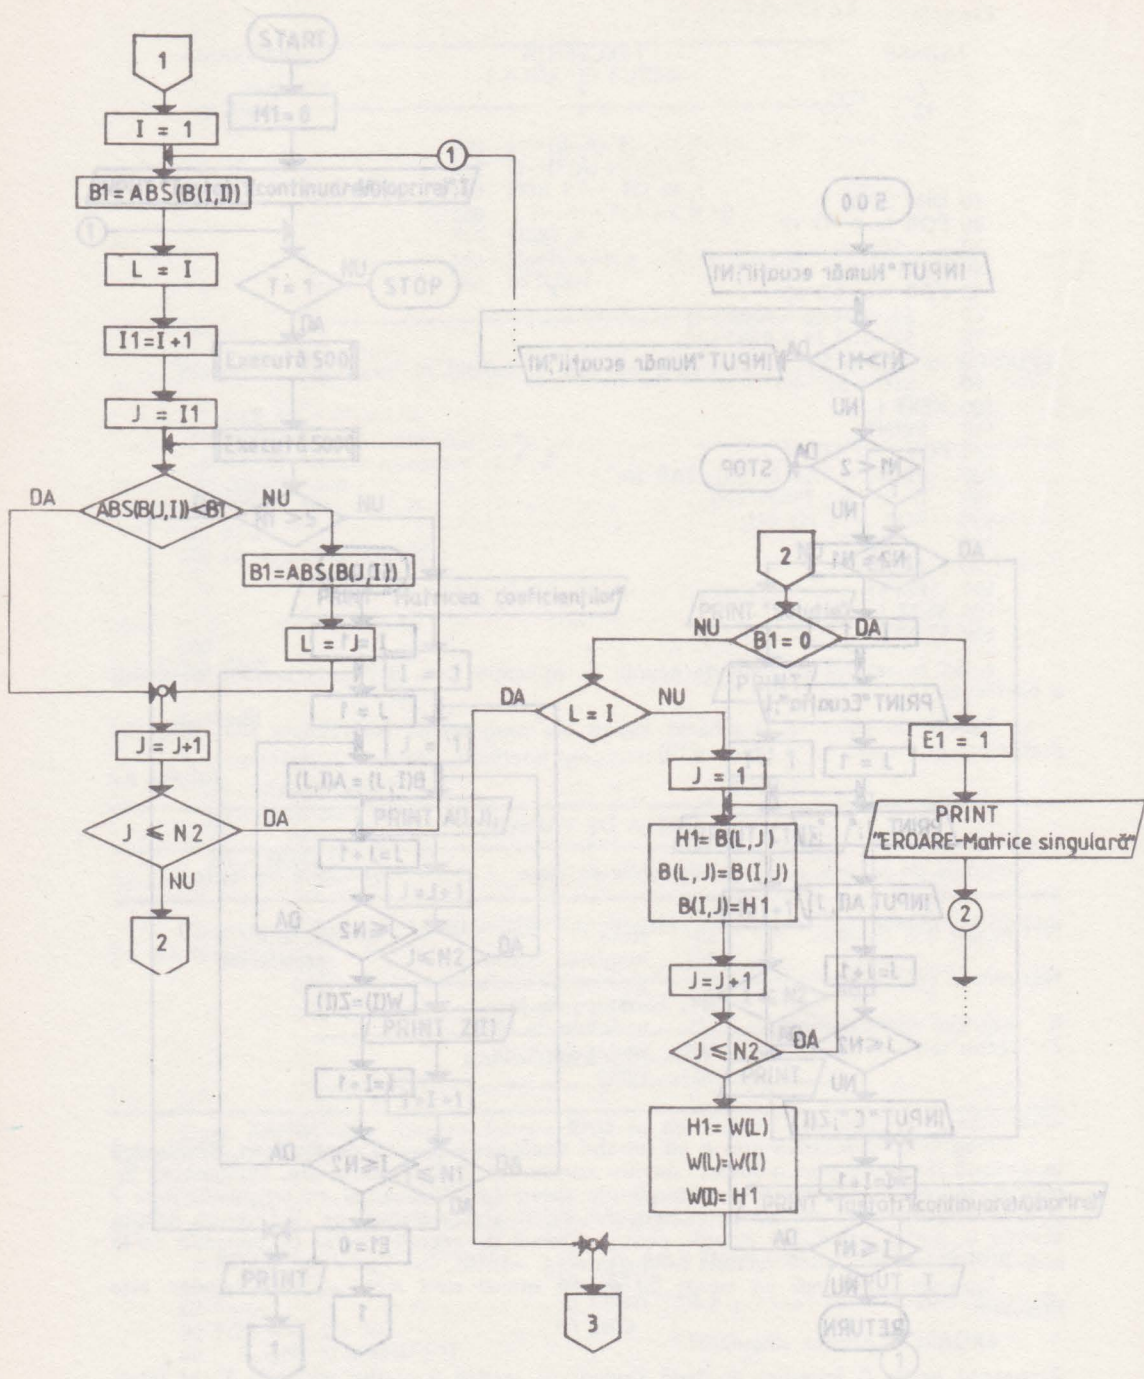 1
I = 1
1
B1=ABS(B(I,I))
L = I
I1=I+1
J = I1
DA
ABS(B(J,I))<B1
NU
B1=ABS(B(J,I))
L = J
J = J+1
J ≤ N2
DA
NU
2
2
NU
B1=0
DA
DA
L = I
NU
E1 = 1
J = 1
PRINT
"EROARE-Matrice singulară"
H1= B(L,J)
B(L,J)=B(I,J)
B(I,J)=H1
2
J=J+1
J ≤ N2
DA
H1= W(L)
W(L)=W(I)
W(I)= H1
3